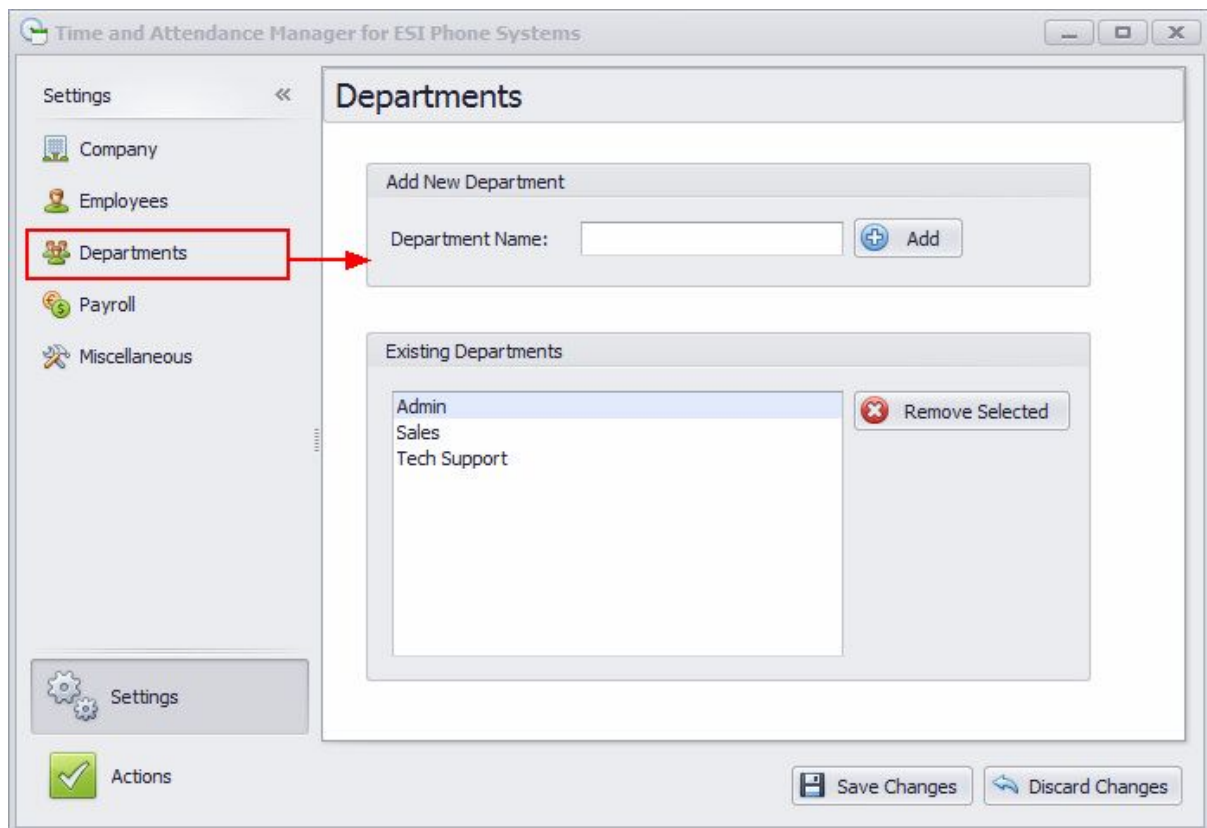 Time and Attendance Manager for ESI Phone Systems
Settings
Company
Employees
Departments
Payroll
Miscellaneous
Departments
Add New Department
Department Name:
Add
Existing Departments
Admin
Sales
Tech Support
Remove Selected
Settings
Actions
Save Changes
Discard Changes